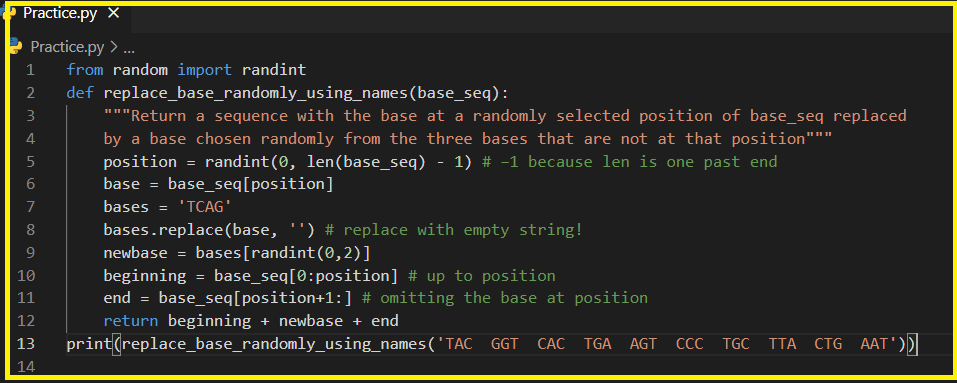 Practice.py ×
Practice.py > ...
1 from random import randint
2 def replace_base_randomly_using_names(base_seq):
3     """Return a sequence with the base at a randomly selected position of base_seq replaced
4     by a base chosen randomly from the three bases that are not at that position"""
5     position = randint(0, len(base_seq) - 1) # −1 because len is one past end
6     base = base_seq[position]
7     bases = 'TCAG'
8     bases.replace(base, '') # replace with empty string!
9     newbase = bases[randint(0,2)]
10     beginning = base_seq[0:position] # up to position
11     end = base_seq[position+1:] # omitting the base at position
12     return beginning + newbase + end
13 print(replace_base_randomly_using_names('TAC  GGT  CAC  TGA  AGT  CCC  TGC  TTA  CTG  AAT'))
14